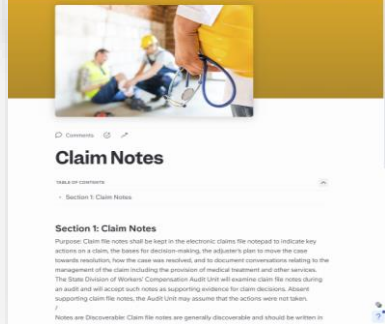 Comments
Claim Notes
TABLE OF CONTENTS
Section 1: Claim Notes
Section 1: Claim Notes
Purpose: Claim file notes shall be kept in the electronic claims file notepad to indicate key
actions on a claim, the bases for decision-making, the adjuster's plan to move the case
towards resolution, how the case was resolved, and to document conversations relating to the
management of the claim including the provision of medical treatment and other services.
The State Division of Workers' Compensation Audit Unit will examine claim file notes during
an audit and will accept such notes as supporting evidence for claim decisions. Absent
supporting claim file notes, the Audit Unit may assume that the actions were not taken.
/
Notes are Discoverable: Claim file notes are generally discoverable and should be written in